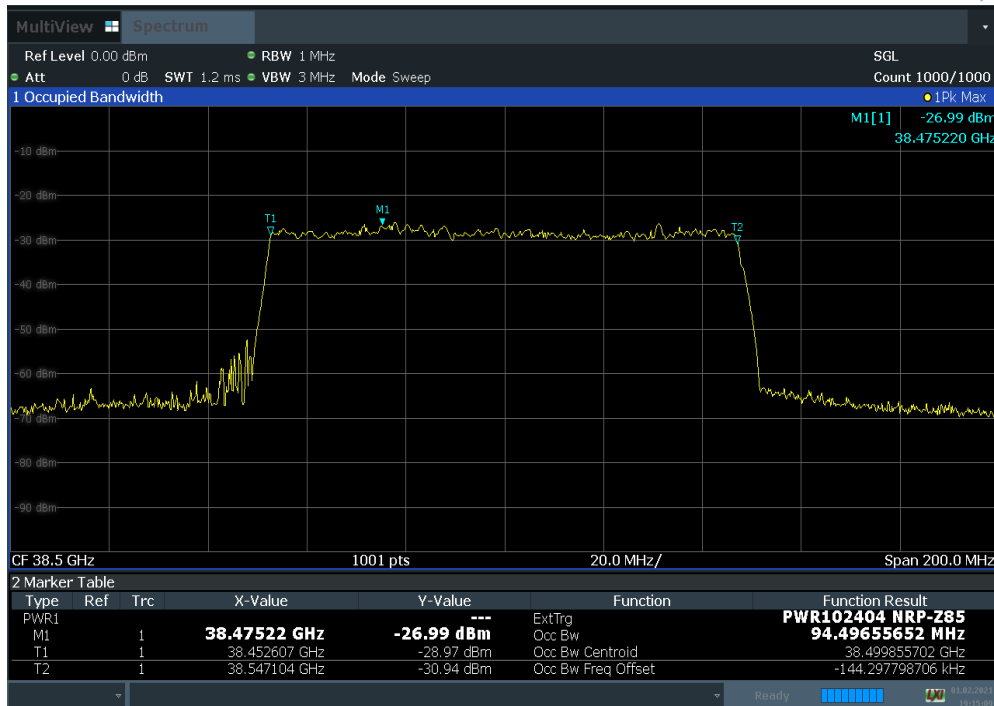 MultiView Spectrum
Ref Level 0.00 dBm RBW 1 MHz SGL
Att 0 dB SWT 1.2 ms VBW 3 MHz Mode Sweep Count 1000/1000
1 Occupied Bandwidth 1Pk Max
M1[1] -26.99 dBm
38.475220 GHz
-10 dBm
-20 dBm
M1
T1
T2
-30 dBm
-40 dBm
-50 dBm
-60 dBm
-70 dBm
-80 dBm
-90 dBm
CF 38.5 GHz 1001 pts 20.0 MHz/ Span 200.0 MHz
2 Marker Table
Type Ref Trc X-Value Y-Value Function Function Result
PWR1 --- ExtTrg PWR102404 NRP-Z85
M1 1 38.47522 GHz -26.99 dBm Occ Bw 94.49655652 MHz
T1 1 38.452607 GHz -28.97 dBm Occ Bw Centroid 38.499855702 GHz
T2 1 38.547104 GHz -30.94 dBm Occ Bw Freq Offset -144.297798706 kHz
Ready LXI 01.02.2021